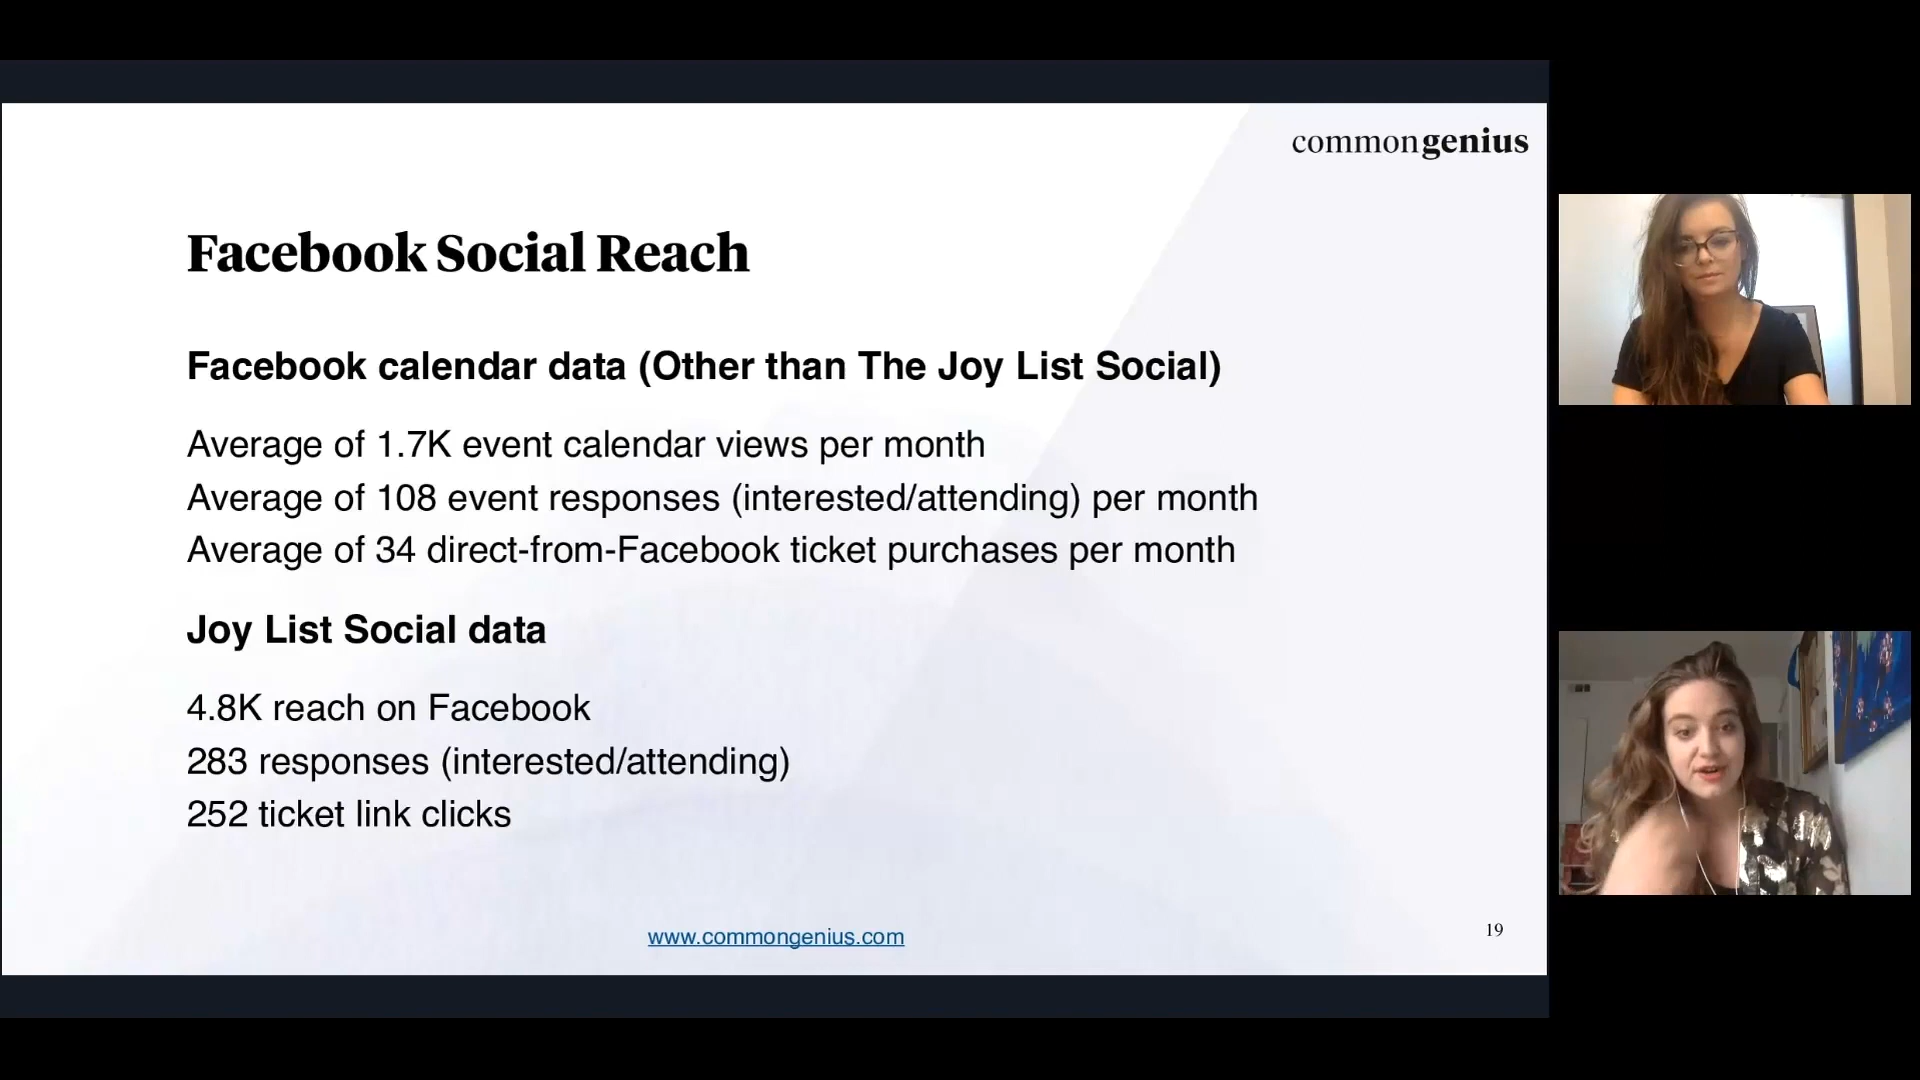 commongenius
Facebook Social Reach
Facebook calendar data (Other than The Joy List Social)
Average of 1.7K event calendar views per month
Average of 108 event responses (interested/attending) per month
Average of 34 direct-from-Facebook ticket purchases per month
Joy List Social data
4.8K reach on Facebook
283 responses (interested/attending)
252 ticket link clicks
www.commongenius.com
19